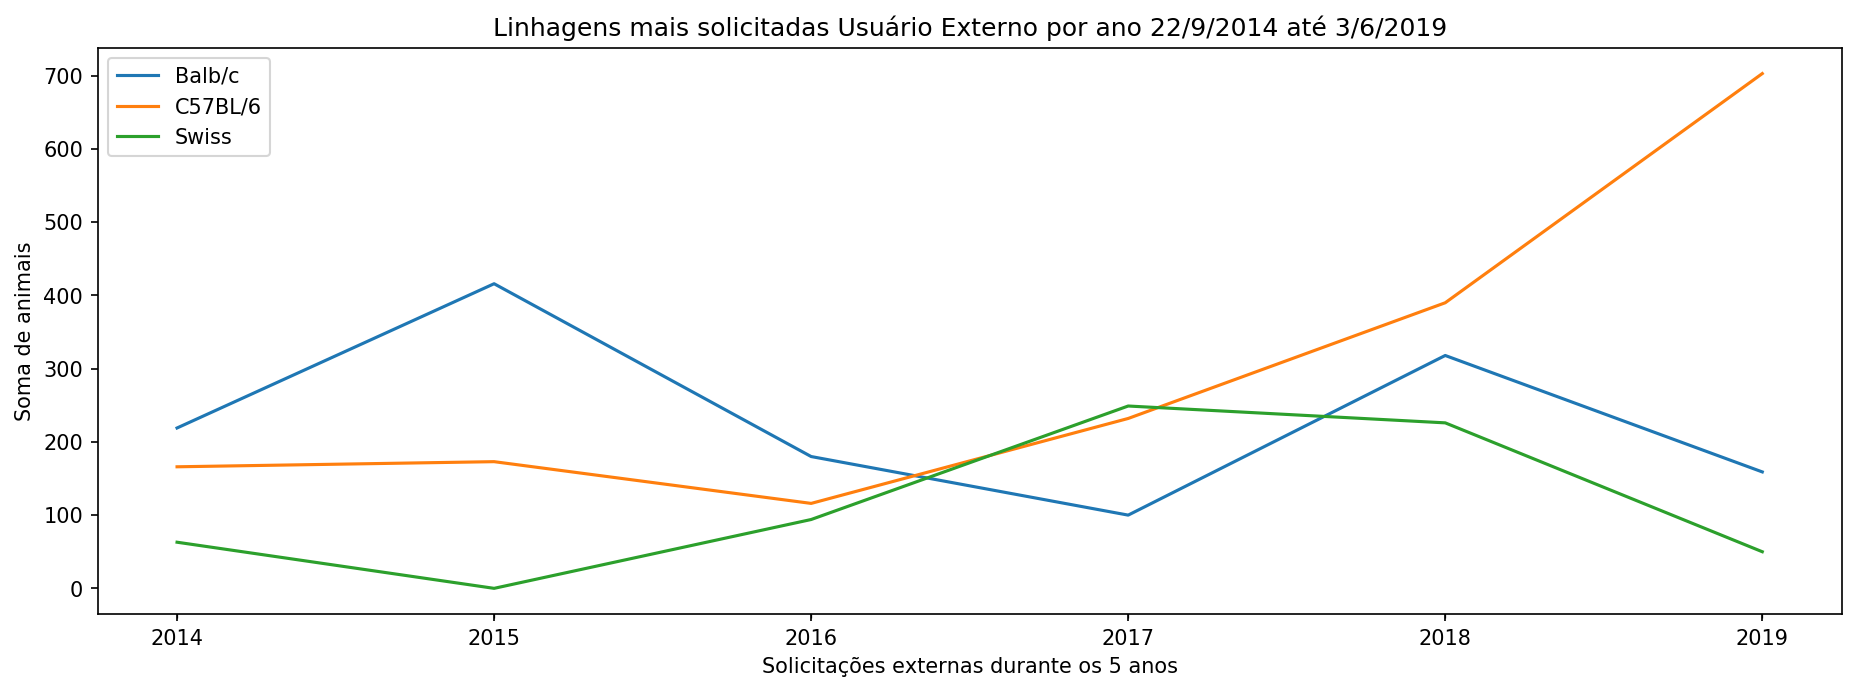 Linhagens mais solicitadas Usuário Externo por ano 22/9/2014 até 3/6/2019
Balb/c
C57BL/6
Swiss
700
600
500
400
300
200
100
0
Soma de animais
2014 2015 2016 2017 2018 2019
Solicitações externas durante os 5 anos